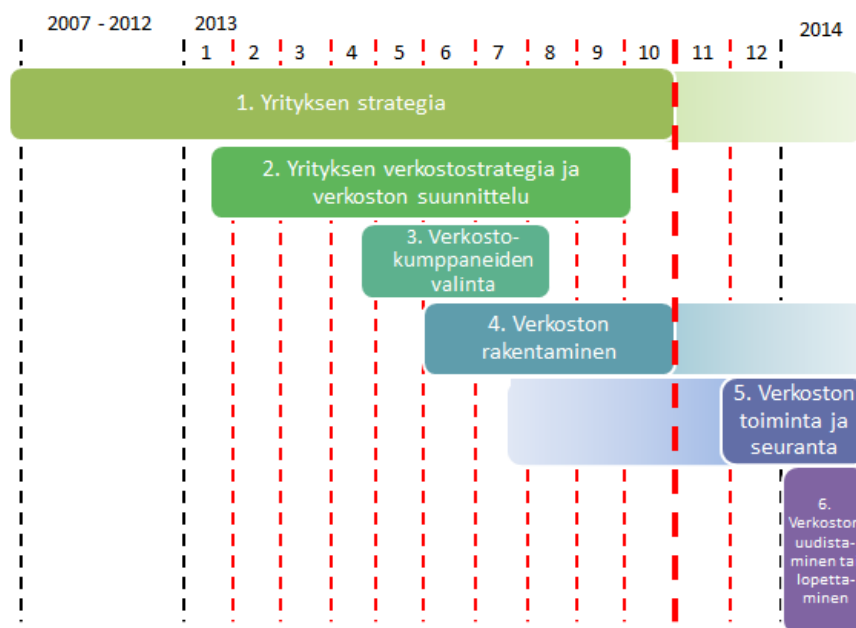 2007 - 2012 2013 2014
1 2 3 4 5 6 7 8 9 10 11 12
1. Yrityksen strategia
2. Yrityksen verkostostrategia ja
verkoston suunnittelu
3. Verkosto-
kumppaneiden
valinta
4. Verkoston
rakentaminen
5. Verkoston
toiminta ja
seuranta
6.
Verkoston
uudista-
minen tai
lopetta-
minen